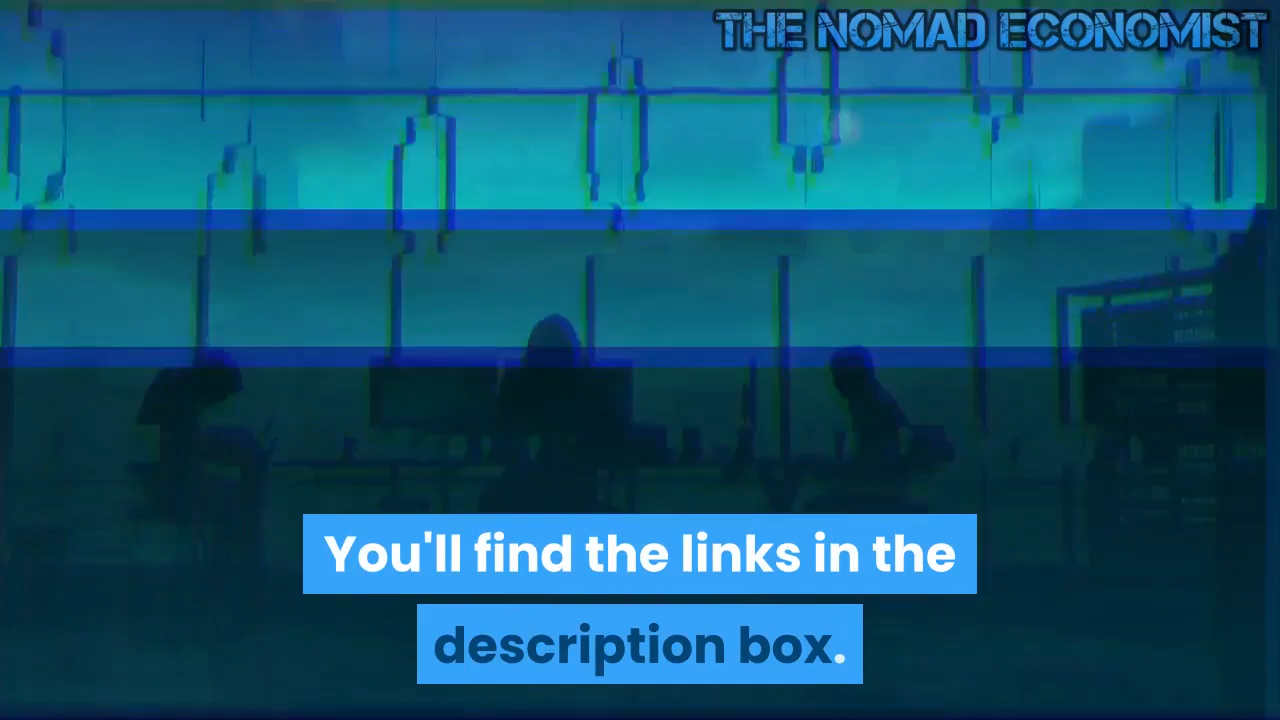 THE NOMAD ECONOMIST
You'll find the links in the
description box.